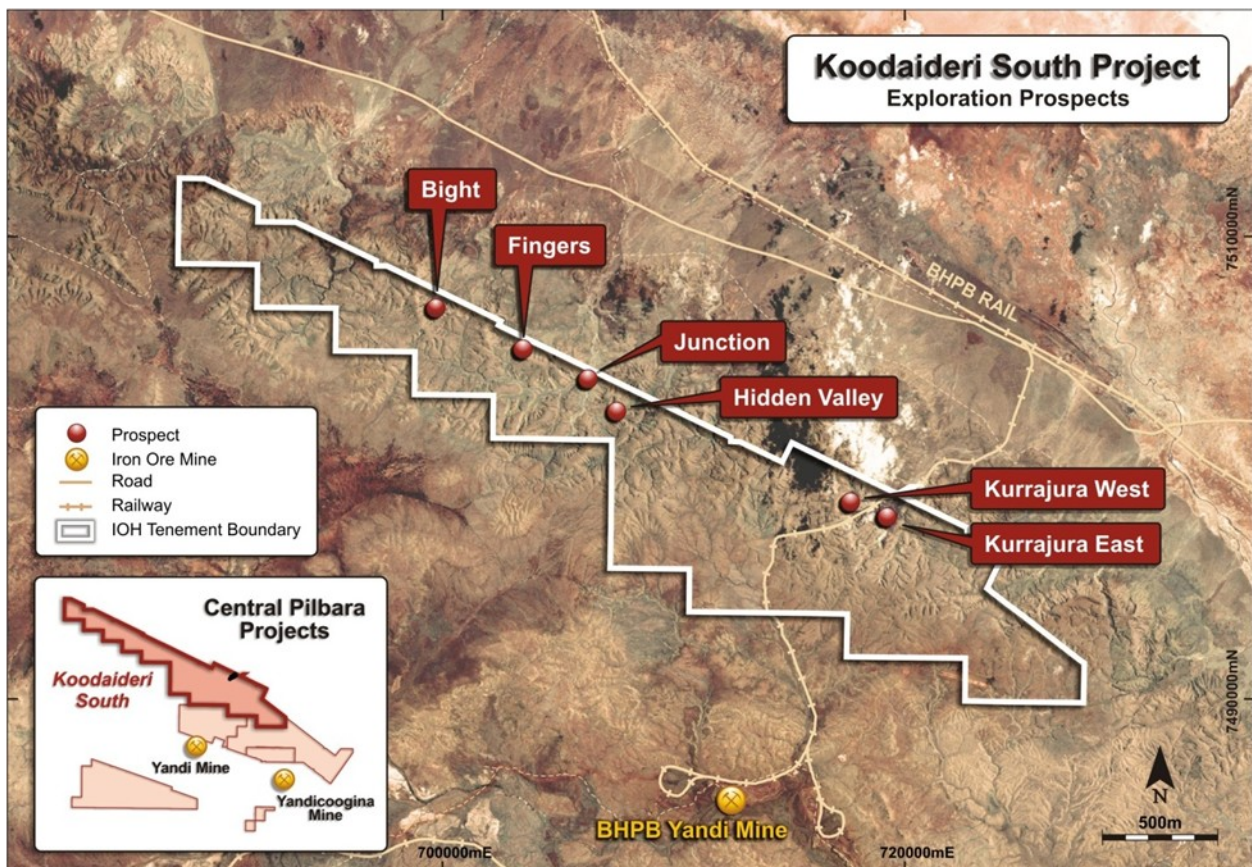 Koodaideri South Project
Exploration Prospects
Bight
Fingers
Junction
Hidden Valley
BHPB RAIL
7510000mN
Kurrajura West
Kurrajura East
Prospect
Iron Ore Mine
Road
Railway
IOH Tenement Boundary
Central Pilbara
Projects
Koodaideri
South
Yandi Mine
Yandicoogina
Mine
BHPB Yandi Mine
7490000mN
N
500m
700000mE
720000mE